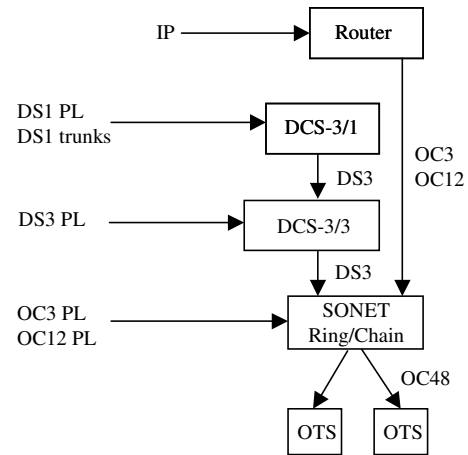 IP
Router
DS1 PL
DS1 trunks
DCS-3/1
OC3
OC12
DS3
DS3 PL
DCS-3/3
DS3
OC3 PL
OC12 PL
SONET
Ring/Chain
OC48
OTS
OTS